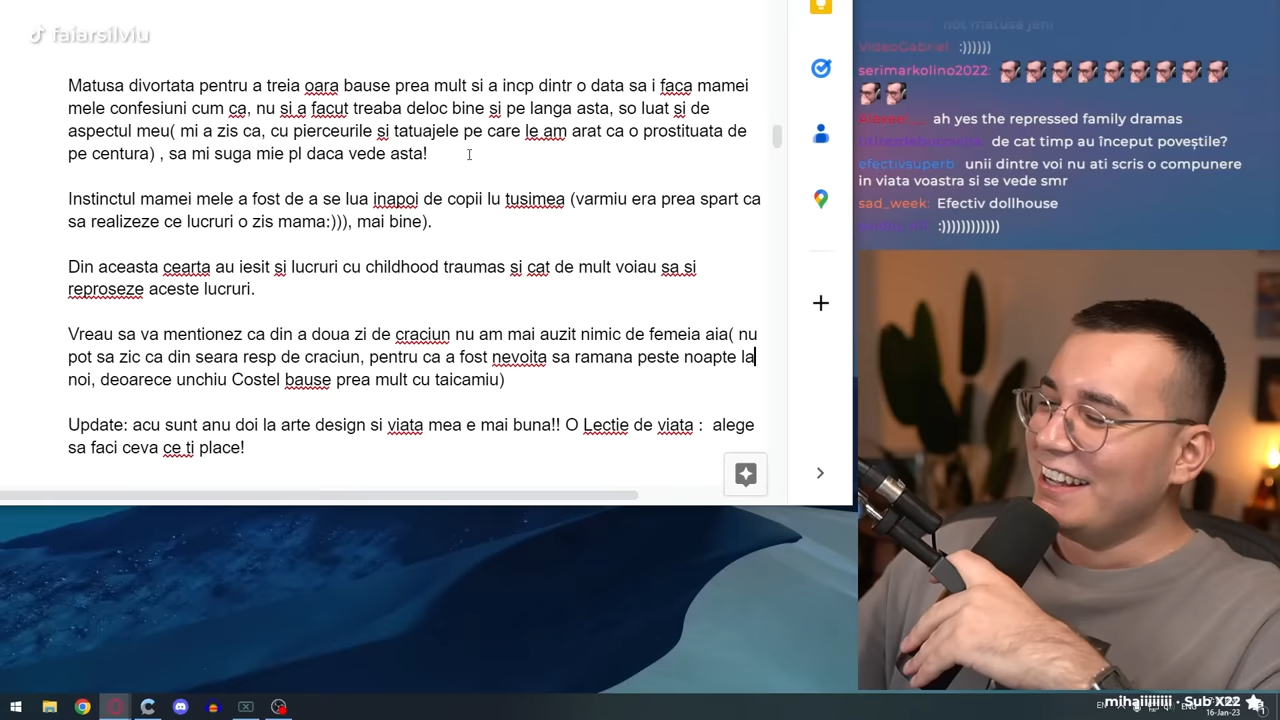 faiarsilviu
Matusa divortata pentru a treia oara bause prea mult si a incp dintr o data sa i faca mamei
mele confesiuni cum ca, nu si a facut treaba deloc bine si pe langa asta, so luat si de
aspectul meu( mi a zis ca, cu pierceurile si tatuajele pe care le am arat ca o prostituata de
pe centura) , sa mi suga mie pl daca vede asta!
Instinctul mamei mele a fost de a se lua inapoi de copii lu tusimea (varmiu era prea spart ca
sa realizeze ce lucruri o zis mama:))), mai bine).
Din aceasta cearta au iesit si lucruri cu childhood traumas si cat de mult voiau sa si
reproseze aceste lucruri.
Vreau sa va mentionez ca din a doua zi de craciun nu am mai auzit nimic de femeia aia( nu
pot sa zic ca din seara resp de craciun, pentru ca a fost nevoita sa ramana peste noapte la
noi, deoarece unchiu Costel bause prea mult cu taicamiu)
Update: acu sunt anu doi la arte design si viata mea e mai buna!! O Lectie de viata :  alege
sa faci ceva ce ti place!
not matusa jeni
VideoGabriel :))))))
serimarkolino2022:
ah yes the repressed family dramas
de cat timp au început poveștile?
efectivsuperb unii dintre voi nu ati scris o compunere
in viata voastra si se vede smr
sad_week: Efectiv dollhouse
:))))))))))))
mihaiijjjjjjj · Sub X22
16-Jan-23